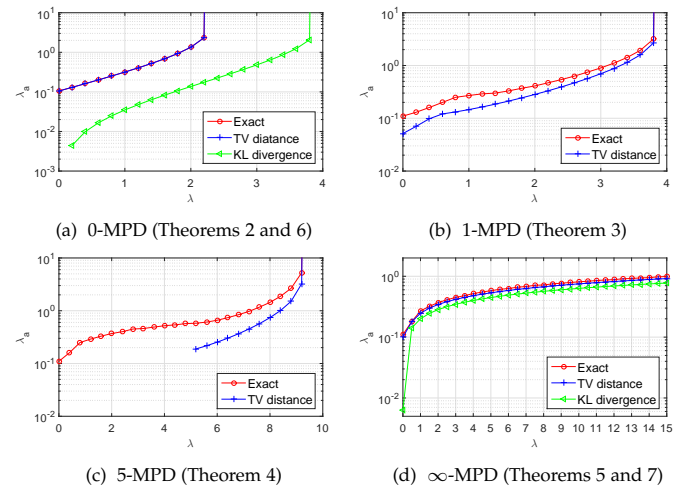 10^1
10^0
10^-1
10^-2
10^-3
λ_a
0 1 2 3 4
λ
Exact
TV diatance
KL divergence
(a) 0-MPD (Theorems 2 and 6)
10^1
10^0
10^-1
10^-2
λ_a
0 1 2 3 4
λ
Exact
TV distance
(b) 1-MPD (Theorem 3)
10^1
10^0
10^-1
10^-2
λ_a
0 2 4 6 8 10
λ
Exact
TV distance
(c) 5-MPD (Theorem 4)
10^0
10^-1
10^-2
λ_a
0 1 2 3 4 5 6 7 8 9 10 11 12 13 14 15
λ
Exact
TV distance
KL divergence
(d) ∞-MPD (Theorems 5 and 7)